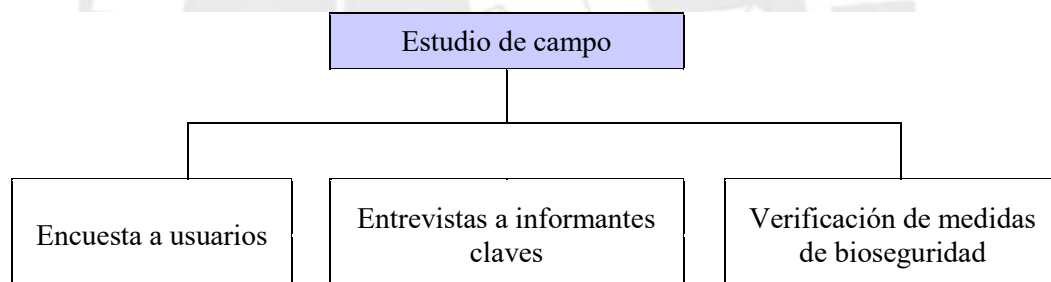 Estudio de campo
Encuesta a usuarios
Entrevistas a informantes
claves
Verificación de medidas
de bioseguridad